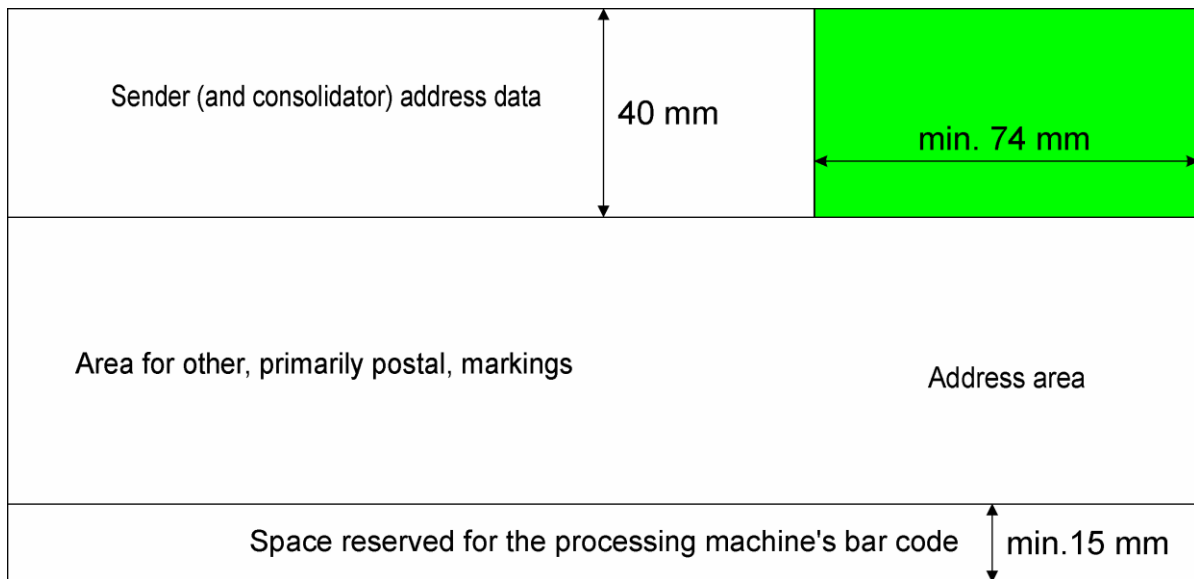 Sender (and consolidator) address data
40 mm
min. 74 mm
Area for other, primarily postal, markings
Address area
Space reserved for the processing machine's bar code
min.15 mm